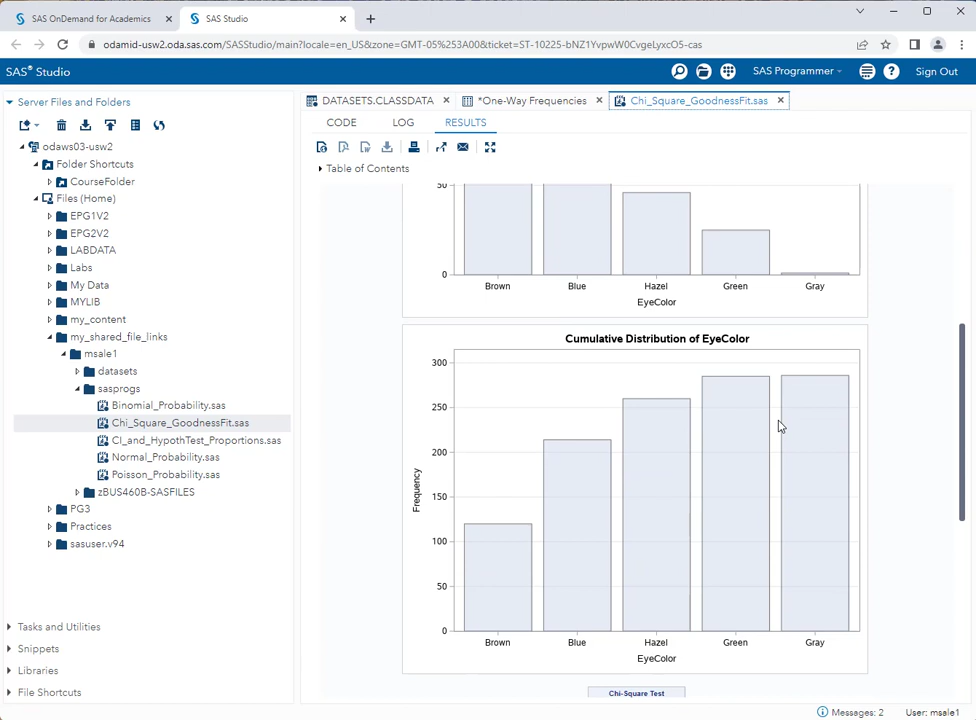 SAS OnDemand for Academics
SAS Studio
odamid-usw2.oda.sas.com/SASStudio/main?locale=en_US&zone=GMT-05%253A00&ticket=ST-10225-bNZ1YvpwW0CvgeLyxcO5-cas
SAS® Studio
SAS Programmer
Sign Out
Server Files and Folders
odaws03-usw2
Folder Shortcuts
CourseFolder
Files (Home)
EPG1V2
EPG2V2
LABDATA
Labs
My Data
MYLIB
my_content
my_shared_file_links
msale1
datasets
sasprogs
Binomial_Probability.sas
Chi_Square_GoodnessFit.sas
CI_and_HypothTest_Proportions.sas
Normal_Probability.sas
Poisson_Probability.sas
zBUS460B-SASFILES
PG3
Practices
sasuser.v94
Tasks and Utilities
Snippets
Libraries
File Shortcuts
DATASETS.CLASSDATA
*One-Way Frequencies
Chi_Square_GoodnessFit.sas
CODE
LOG
RESULTS
Table of Contents
50
0
Brown Blue Hazel Green Gray
EyeColor
Cumulative Distribution of EyeColor
Frequency
300
250
200
150
100
50
0
Brown Blue Hazel Green Gray
EyeColor
Chi-Square Test
Messages: 2
User: msale1